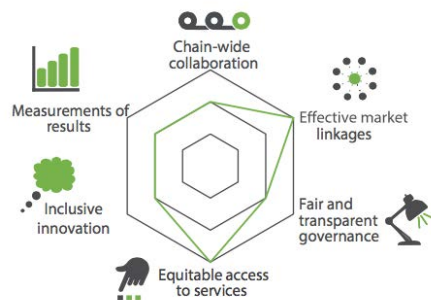 Chain-wide
collaboration
Measurements of
results
Effective market
linkages
Inclusive
innovation
Fair and
transparent
governance
Equitable access
to services